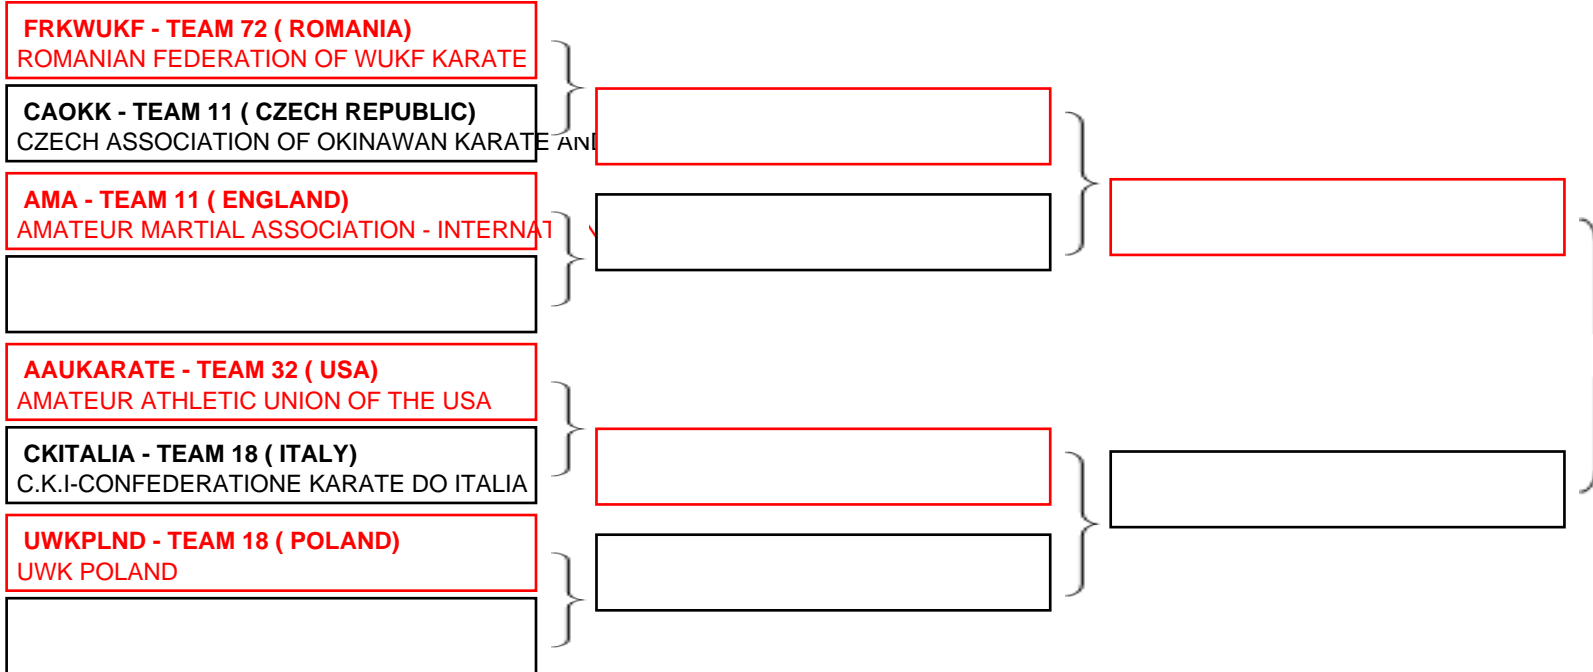 FRKWUKF - TEAM 72 ( ROMANIA)
ROMANIAN FEDERATION OF WUKF KARATE
CAOKK - TEAM 11 ( CZECH REPUBLIC)
CZECH ASSOCIATION OF OKINAWAN KARATE AND
AMA - TEAM 11 ( ENGLAND)
AMATEUR MARTIAL ASSOCIATION - INTERNAT
AAUKARATE - TEAM 32 ( USA)
AMATEUR ATHLETIC UNION OF THE USA
CKITALIA - TEAM 18 ( ITALY)
C.K.I-CONFEDERATIONE KARATE DO ITALIA
UWKPLND - TEAM 18 ( POLAND)
UWK POLAND